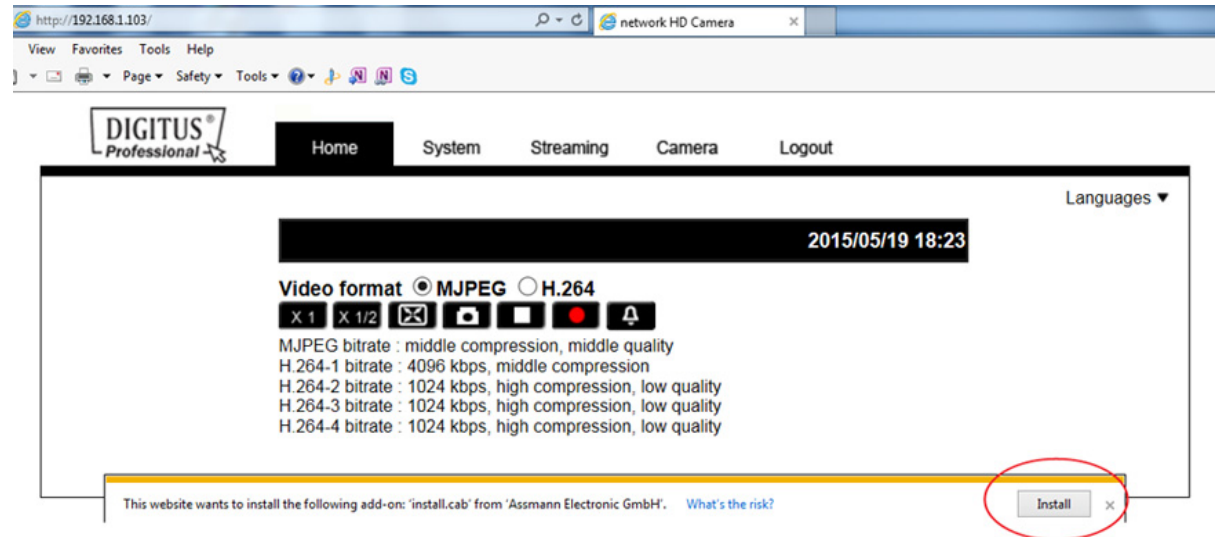 http://192.168.1.103/
network HD Camera
View Favorites Tools Help
Page Safety Tools
DIGITUS®
Professional
Home System Streaming Camera Logout
Languages ▼
2015/05/19 18:23
Video format MJPEG H.264
X 1 X 1/2
MJPEG bitrate : middle compression, middle quality
H.264-1 bitrate : 4096 kbps, middle compression
H.264-2 bitrate : 1024 kbps, high compression, low quality
H.264-3 bitrate : 1024 kbps, high compression, low quality
H.264-4 bitrate : 1024 kbps, high compression, low quality
This website wants to install the following add-on: 'install.cab' from 'Assmann Electronic GmbH'. What's the risk? Install